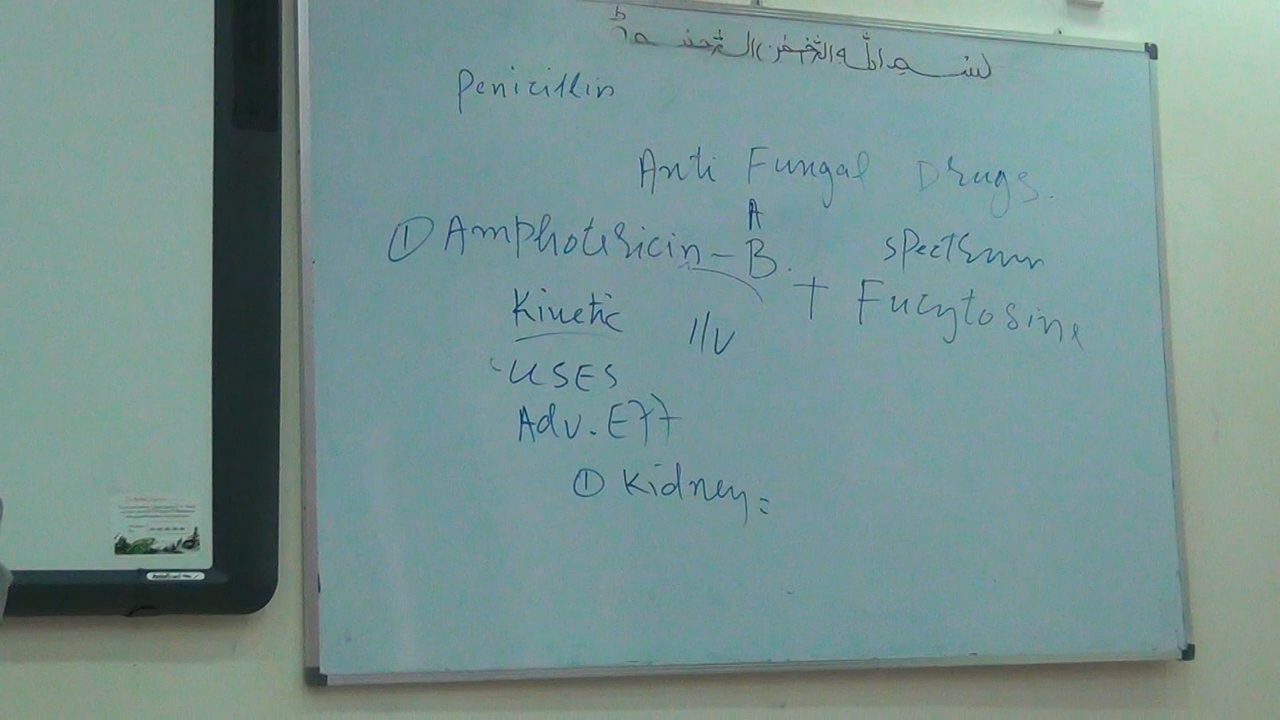 بسم الله الرحمن الرحيم
Penicillin
Anti Fungal Drugs.
A
① Amphotericin-B. spectrum
+ Fucytosine
Kinetic I/v
USES
Adv. Eff
① Kidney: